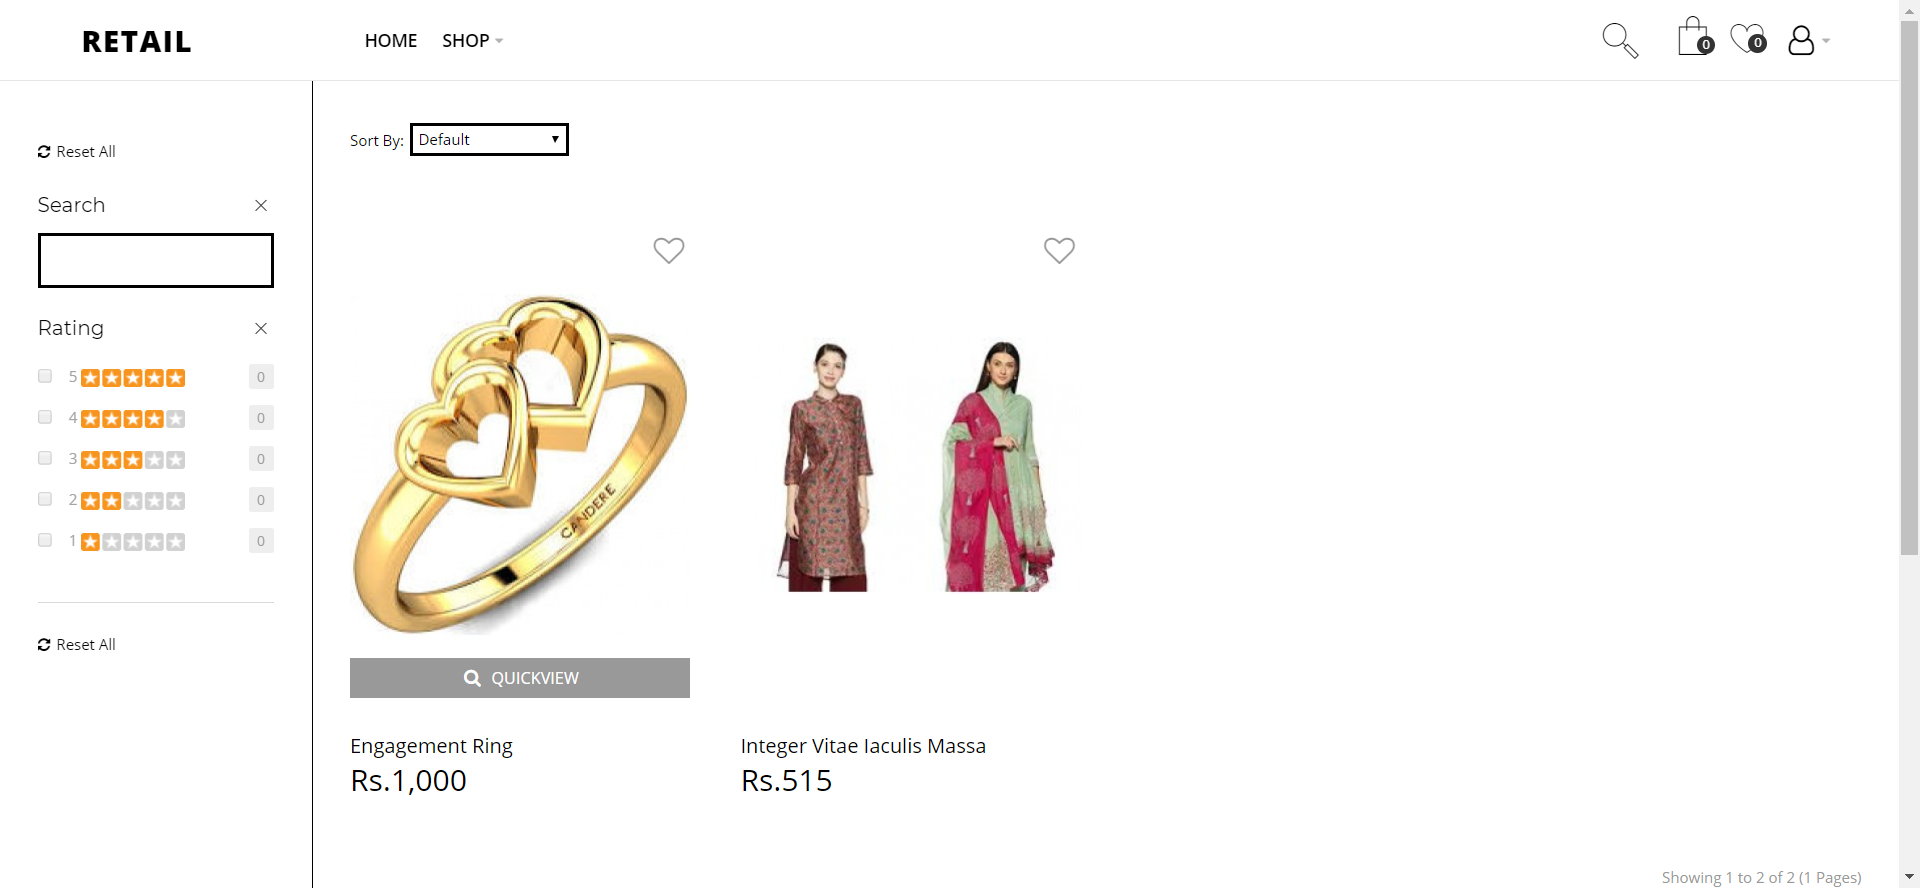 RETAIL
HOME SHOP
0 0
Reset All
Search
Rating
5 0
4 0
3 0
2 0
1 0
Reset All
Sort By: Default
CANDERE
QUICKVIEW
Engagement Ring
Rs.1,000
Integer Vitae Iaculis Massa
Rs.515
Showing 1 to 2 of 2 (1 Pages)